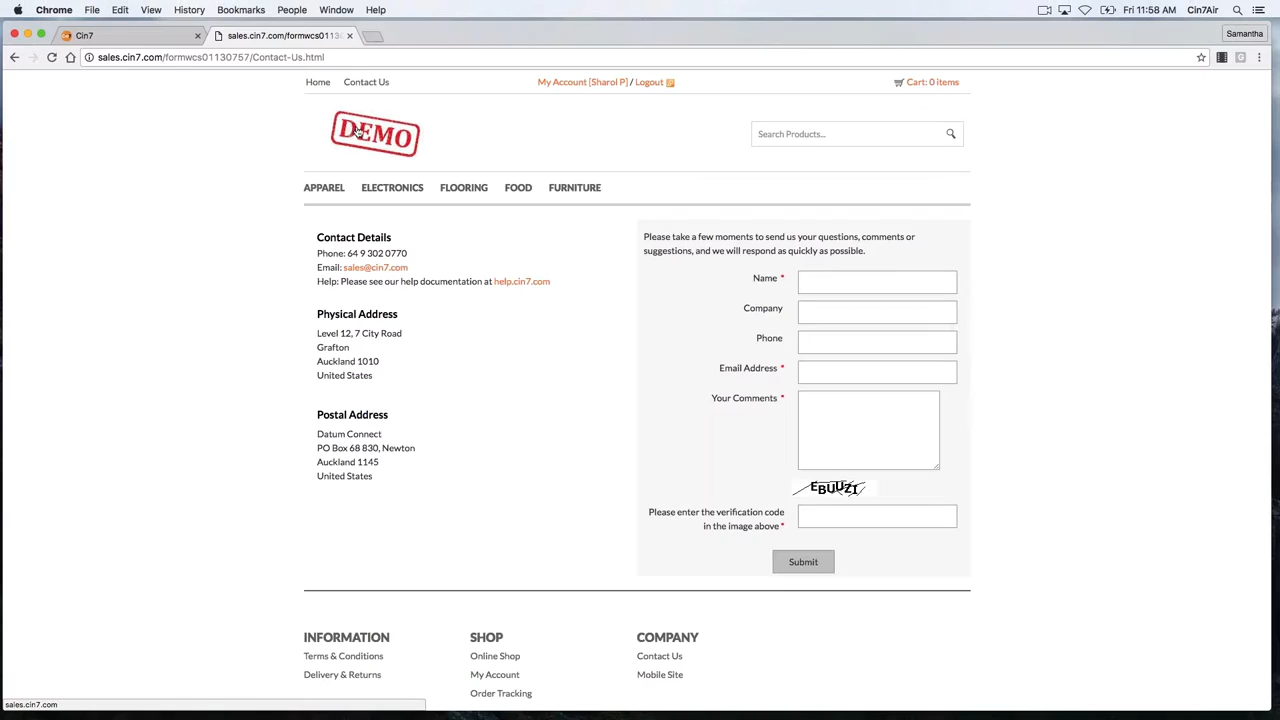 Chrome File Edit View History Bookmarks People Window Help Fri 11:58 AM Cin7Air
Cin7 sales.cin7.com/formwcs0113 Samantha
sales.cin7.com/formwcs01130757/Contact-Us.html
Home Contact Us My Account [Sharol P] / Logout Cart: 0 items
DEMO
Search Products...
APPAREL ELECTRONICS FLOORING FOOD FURNITURE
Contact Details
Phone: 64 9 302 0770
Email: sales@cin7.com
Help: Please see our help documentation at help.cin7.com
Physical Address
Level 12, 7 City Road
Grafton
Auckland 1010
United States
Postal Address
Datum Connect
PO Box 68 830, Newton
Auckland 1145
United States
Please take a few moments to send us your questions, comments or
suggestions, and we will respond as quickly as possible.
Name *
Company
Phone
Email Address *
Your Comments *
EBUUZI
Please enter the verification code
in the image above *
Submit
INFORMATION SHOP COMPANY
Terms & Conditions Online Shop Contact Us
Delivery & Returns My Account Mobile Site
Order Tracking
sales.cin7.com